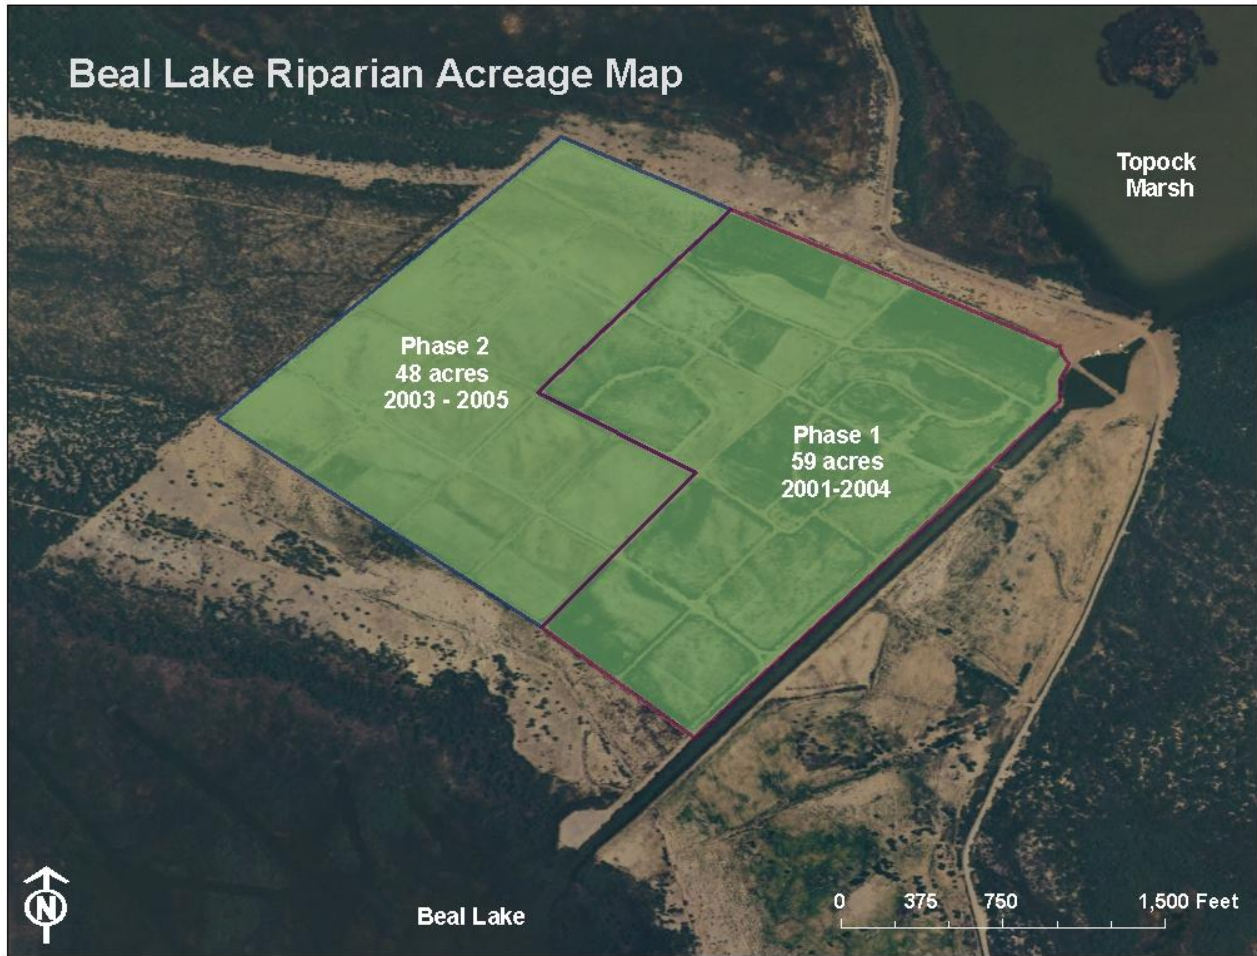 Beal Lake Riparian Acreage Map
Topock
Marsh
Phase 2
48 acres
2003 - 2005
Phase 1
59 acres
2001-2004
N
Beal Lake
0 375 750 1,500 Feet